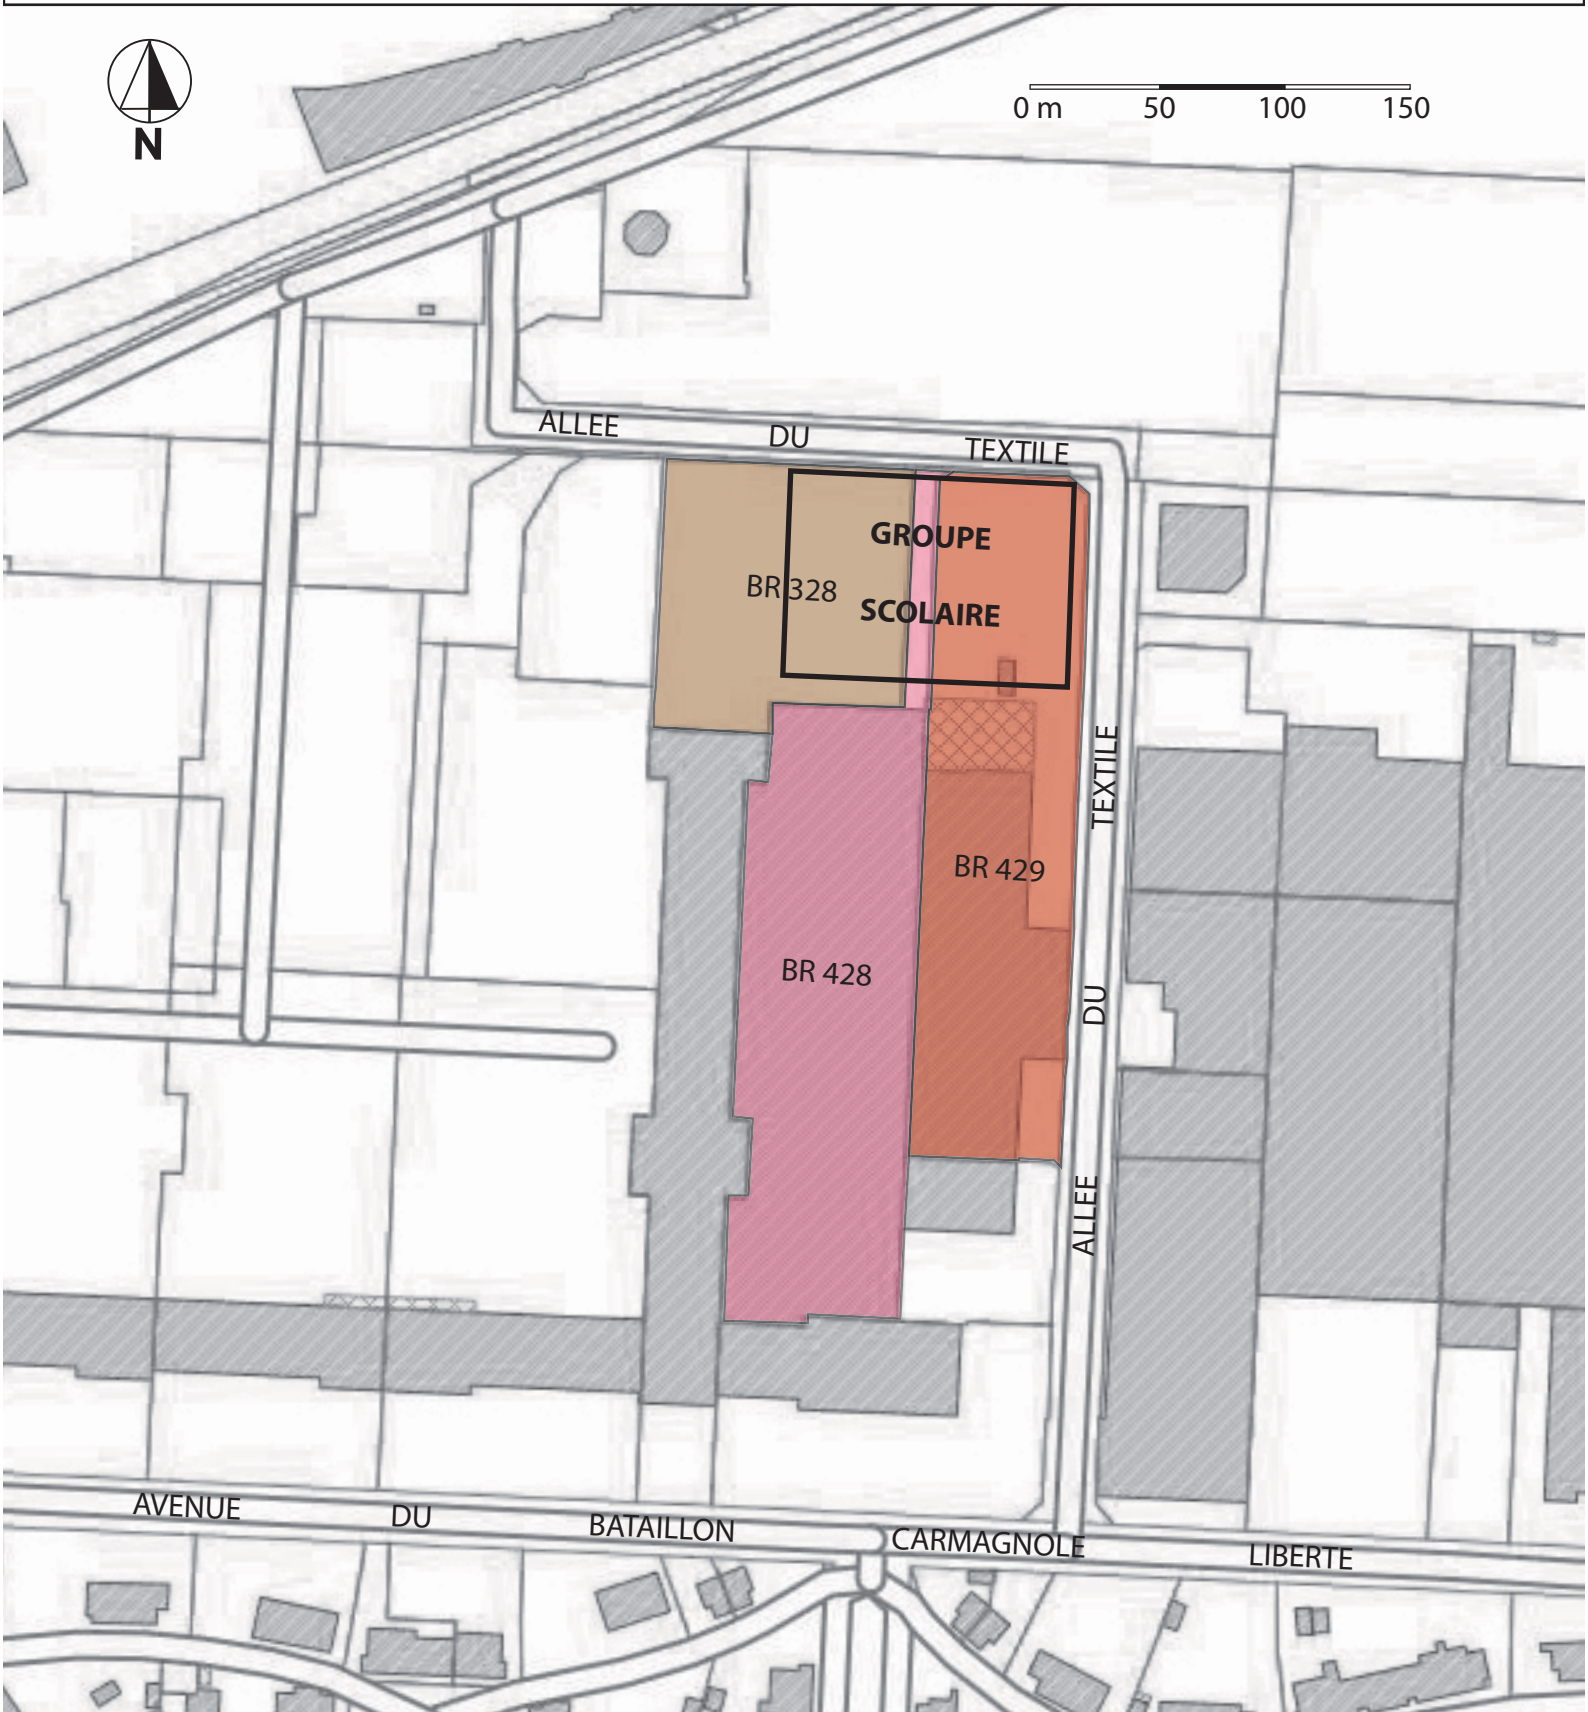 N
0 m 50 100 150
ALLEE DU TEXTILE
GROUPE
BR 328
SCOLAIRE
TEXTILE
BR 429
BR 428
DU
ALLEE
AVENUE DU BATAILLON CARMAGNOLE LIBERTE